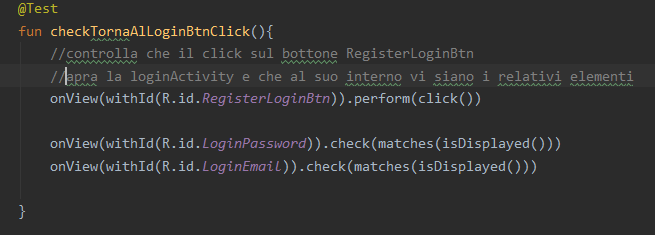 @Test
fun checkTornaAlLoginBtnClick(){
//controlla che il click sul bottone RegisterLoginBtn
//apra la loginActivity e che al suo interno vi siano i relativi elementi
onView(withId(R.id.RegisterLoginBtn)).perform(click())
onView(withId(R.id.LoginPassword)).check(matches(isDisplayed()))
onView(withId(R.id.LoginEmail)).check(matches(isDisplayed()))
}